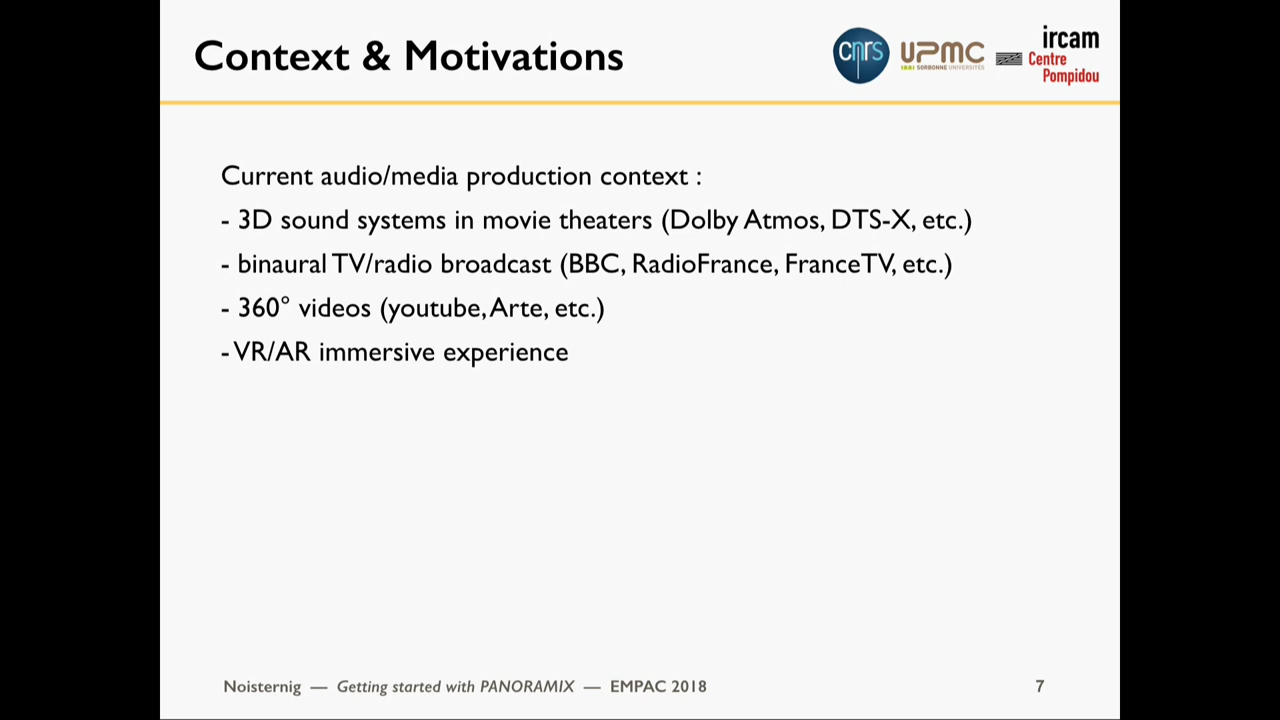 Context & Motivations
cnrs
UPMC
SORBONNE UNIVERSITÉS
ircam
Centre
Pompidou
Current audio/media production context :
- 3D sound systems in movie theaters (Dolby Atmos, DTS-X, etc.)
- binaural TV/radio broadcast (BBC, RadioFrance, FranceTV, etc.)
- 360° videos (youtube, Arte, etc.)
- VR/AR immersive experience
Noisternig — Getting started with PANORAMIX — EMPAC 2018
7